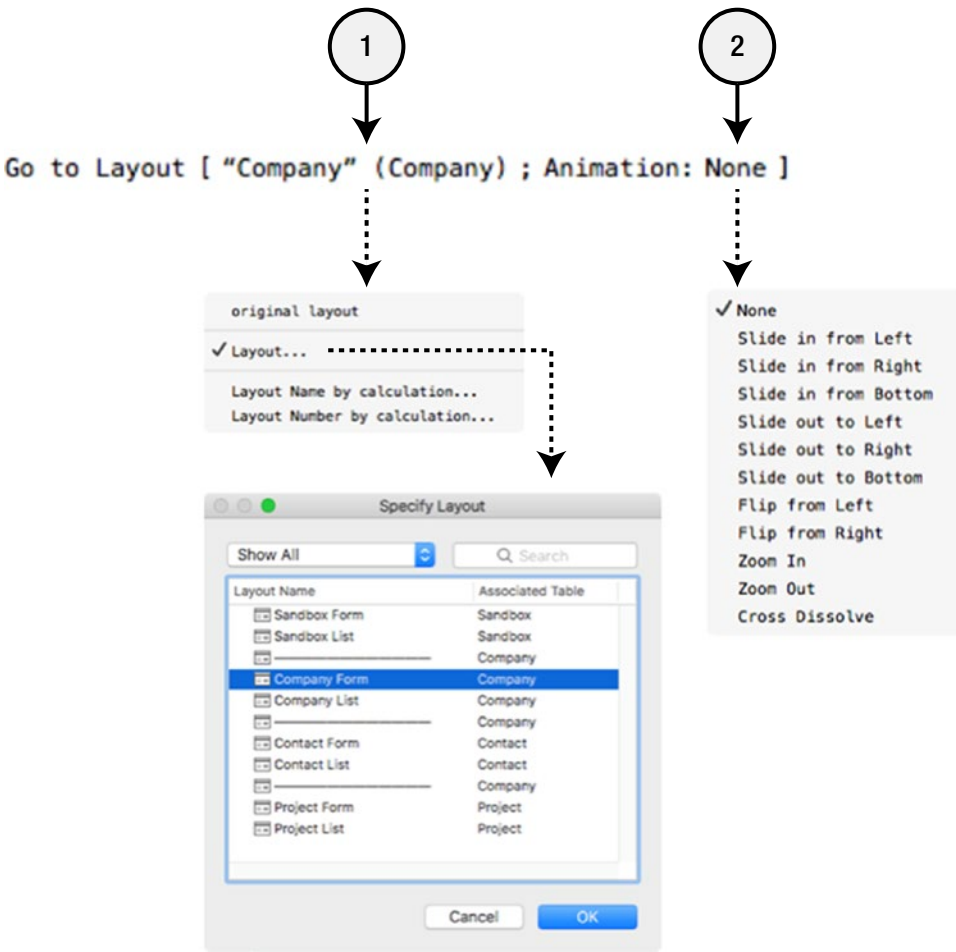 1
2
Go to Layout [ “Company” (Company) ; Animation: None ]
original layout
✓ Layout...
Layout Name by calculation...
Layout Number by calculation...
✓ None
Slide in from Left
Slide in from Right
Slide in from Bottom
Slide out to Left
Slide out to Right
Slide out to Bottom
Flip from Left
Flip from Right
Zoom In
Zoom Out
Cross Dissolve
Specify Layout
Show All
Search
Layout Name Associated Table
Sandbox Form Sandbox
Sandbox List Sandbox
Company
Company Form Company
Company List Company
Company
Contact Form Contact
Contact List Contact
Company
Project Form Project
Project List Project
Cancel OK